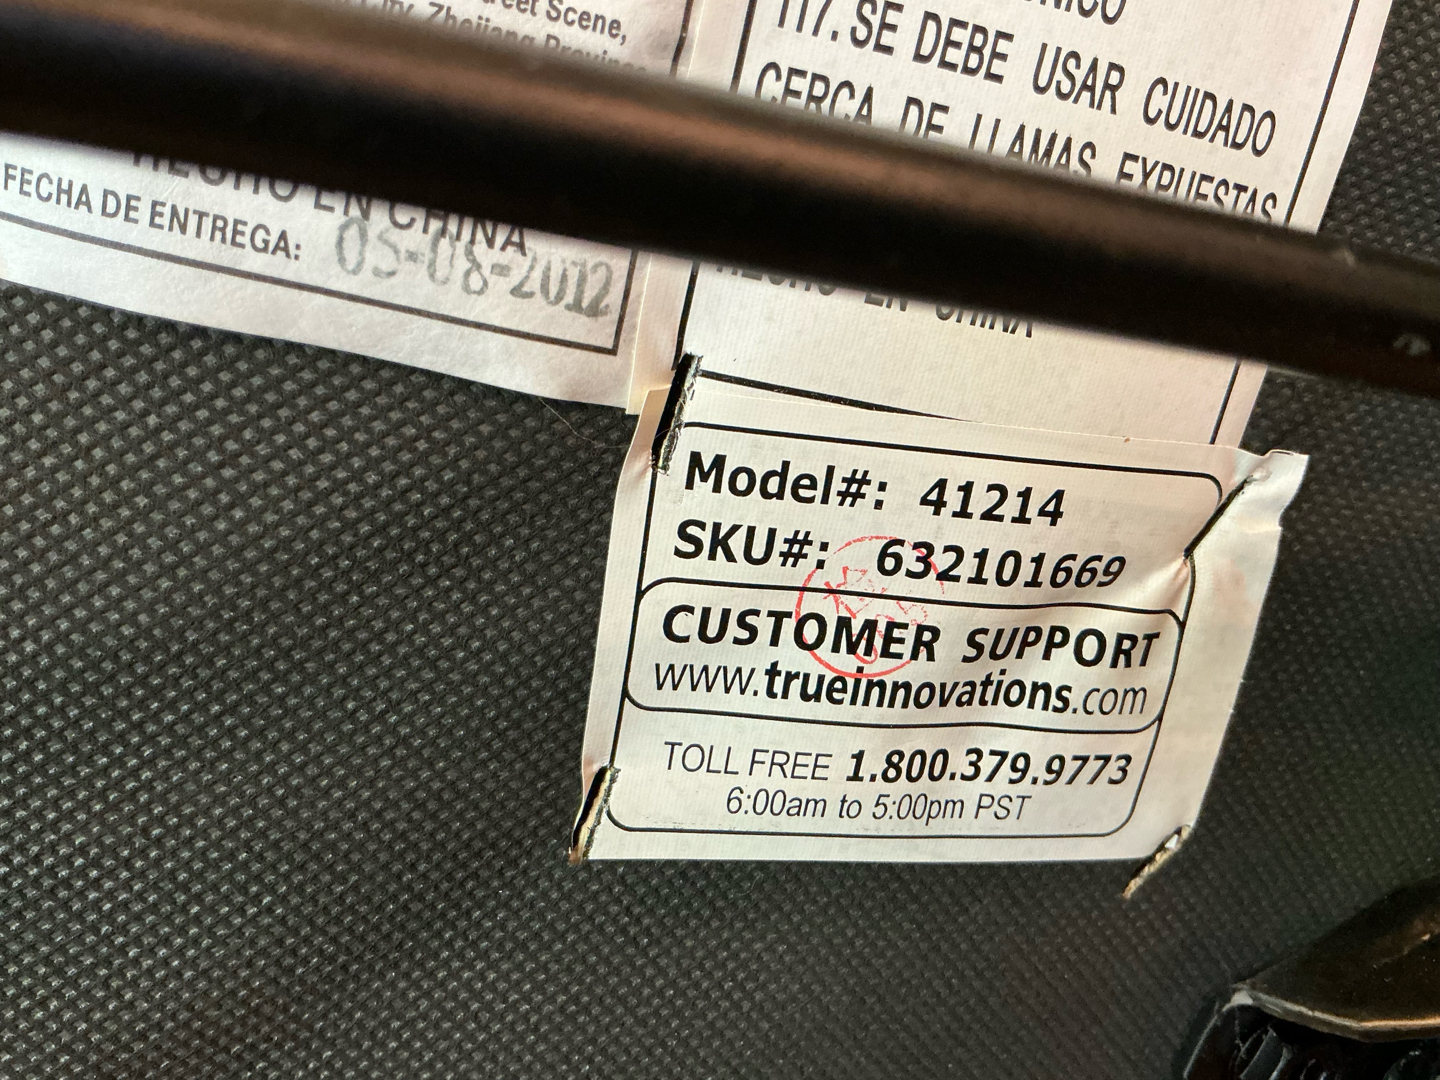 Street Scene,
City, Zhejiang Province
HECHO EN CHINA
FECHA DE ENTREGA: 05-08-2012
117. SE DEBE USAR CUIDADO
CERCA DE LLAMAS EXPUESTAS
HECHO EN CHINA
Model#: 41214
SKU#: 632101669
CUSTOMER SUPPORT
www.trueinnovations.com
TOLL FREE 1.800.379.9773
6:00am to 5:00pm PST